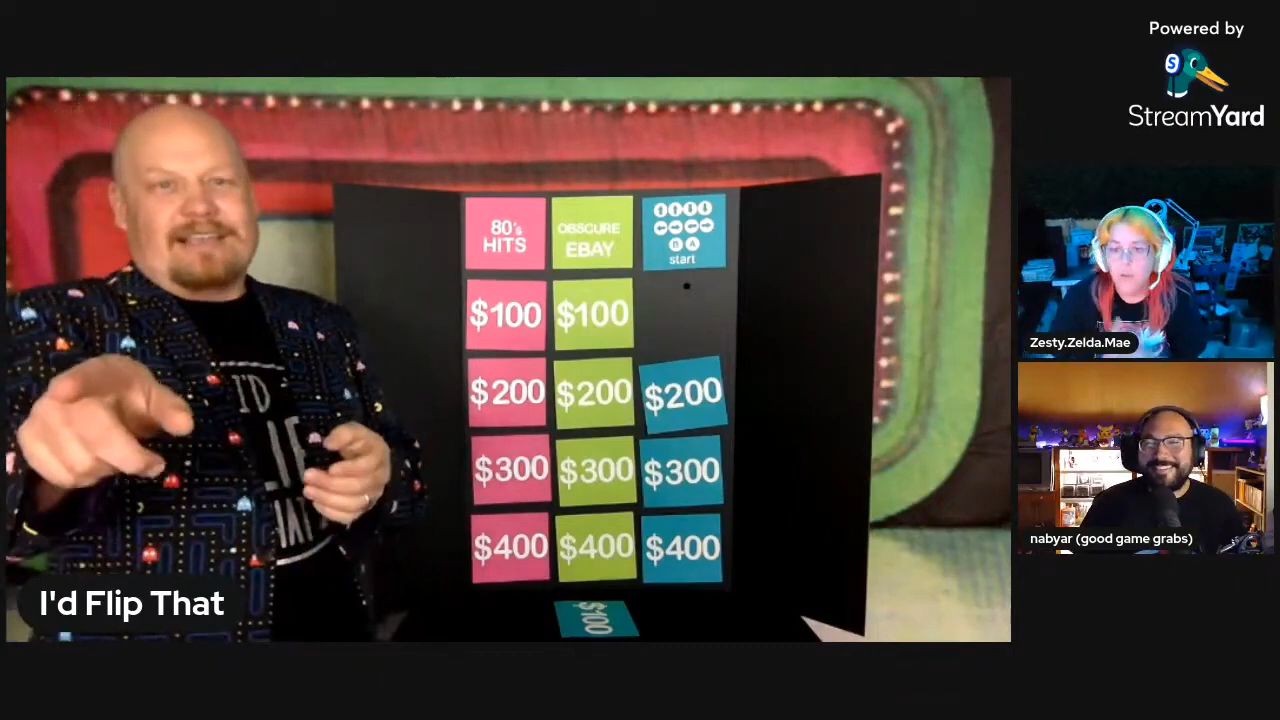 Powered by
StreamYard
80's
HITS
OBSCURE
EBAY
B A
start
$100
$100
$200
$200
$200
$300
$300
$300
$400
$400
$400
$100
I'D
I'd Flip That
Zesty.Zelda.Mae
nabyar (good game grabs)